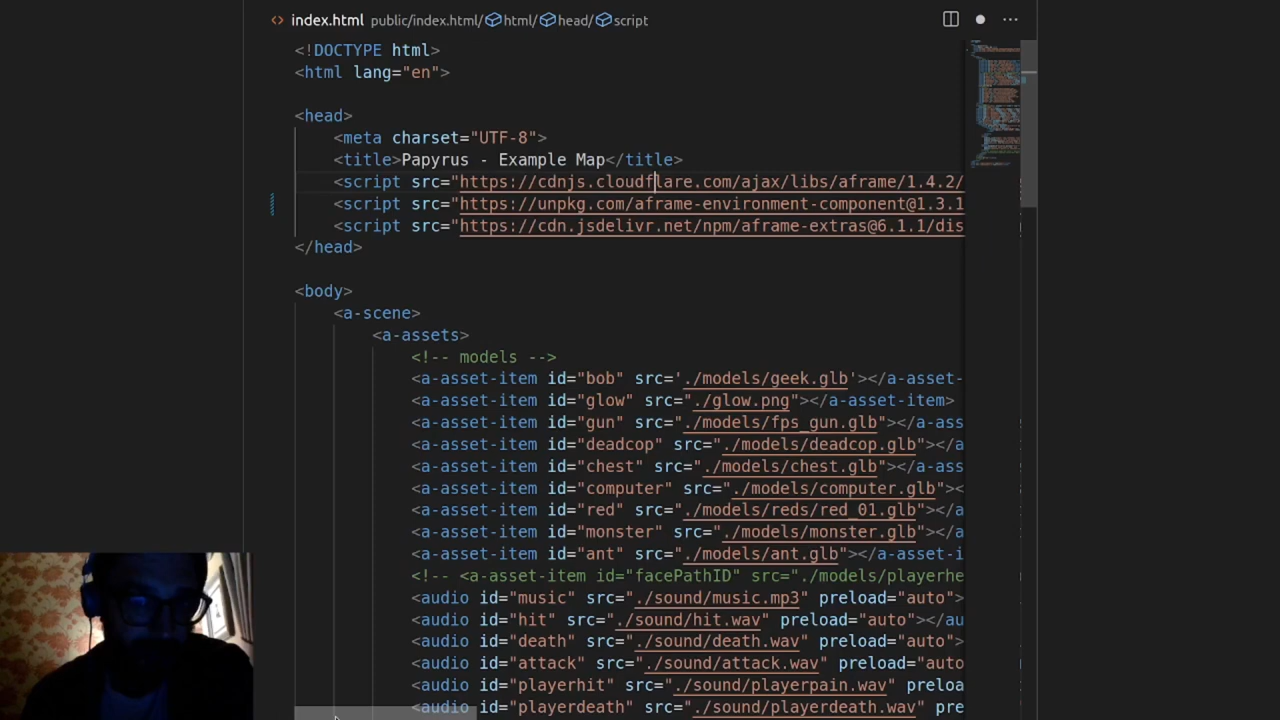 <> index.html public/index.html/ html/ head/ script
<!DOCTYPE html>
<html lang="en">
<head>
<meta charset="UTF-8">
<title>Papyrus - Example Map</title>
<script src="https://cdnjs.cloudflare.com/ajax/libs/aframe/1.4.2/
<script src="https://unpkg.com/aframe-environment-component@1.3.1
<script src="https://cdn.jsdelivr.net/npm/aframe-extras@6.1.1/dis
</head>
<body>
<a-scene>
<a-assets>
<!-- models -->
<a-asset-item id="bob" src='./models/geek.glb'></a-asset-
<a-asset-item id="glow" src="./glow.png"></a-asset-item>
<a-asset-item id="gun" src="./models/fps_gun.glb"></a-ass
<a-asset-item id="deadcop" src="./models/deadcop.glb"></a
<a-asset-item id="chest" src="./models/chest.glb"></a-ass
<a-asset-item id="computer" src="./models/computer.glb"><
<a-asset-item id="red" src="./models/reds/red_01.glb"></a
<a-asset-item id="monster" src="./models/monster.glb"></a
<a-asset-item id="ant" src="./models/ant.glb"></a-asset-i
<!-- <a-asset-item id="facePathID" src="./models/playerhe
<audio id="music" src="./sound/music.mp3" preload="auto">
<audio id="hit" src="./sound/hit.wav" preload="auto"></au
<audio id="death" src="./sound/death.wav" preload="auto">
<audio id="attack" src="./sound/attack.wav" preload="auto
<audio id="playerhit" src="./sound/playerpain.wav" preloa
<audio id="playerdeath" src="./sound/playerdeath.wav" pre